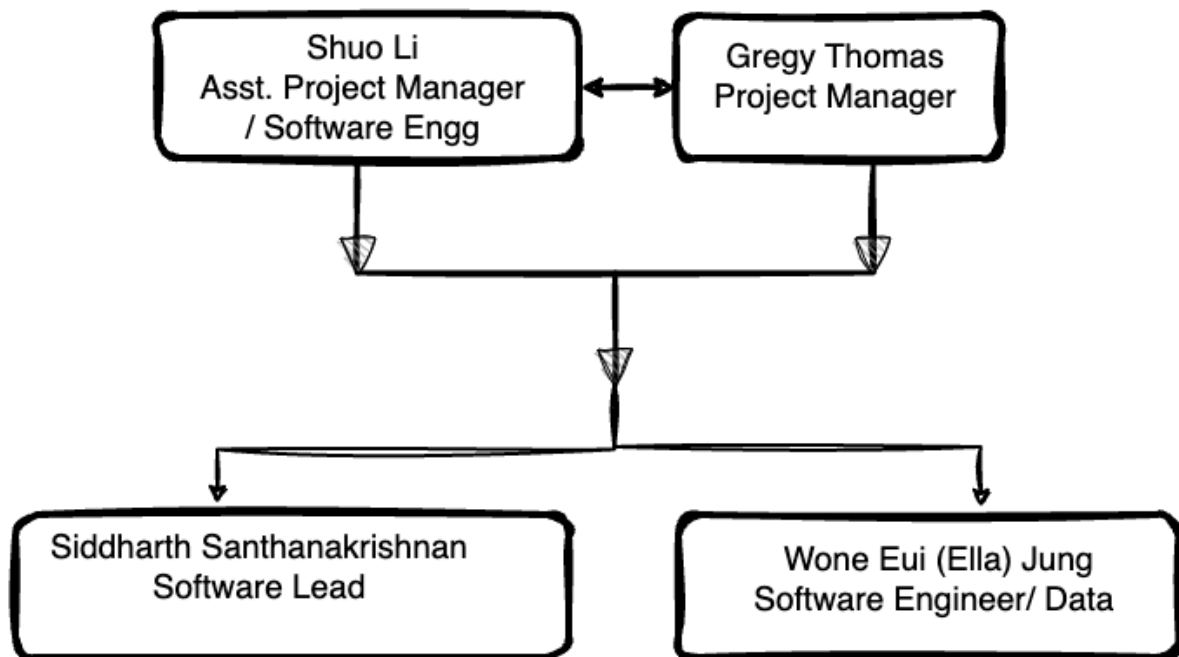 Shuo Li
Asst. Project Manager
/ Software Engg
Gregy Thomas
Project Manager
Siddharth Santhanakrishnan
Software Lead
Wone Eui (Ella) Jung
Software Engineer/ Data